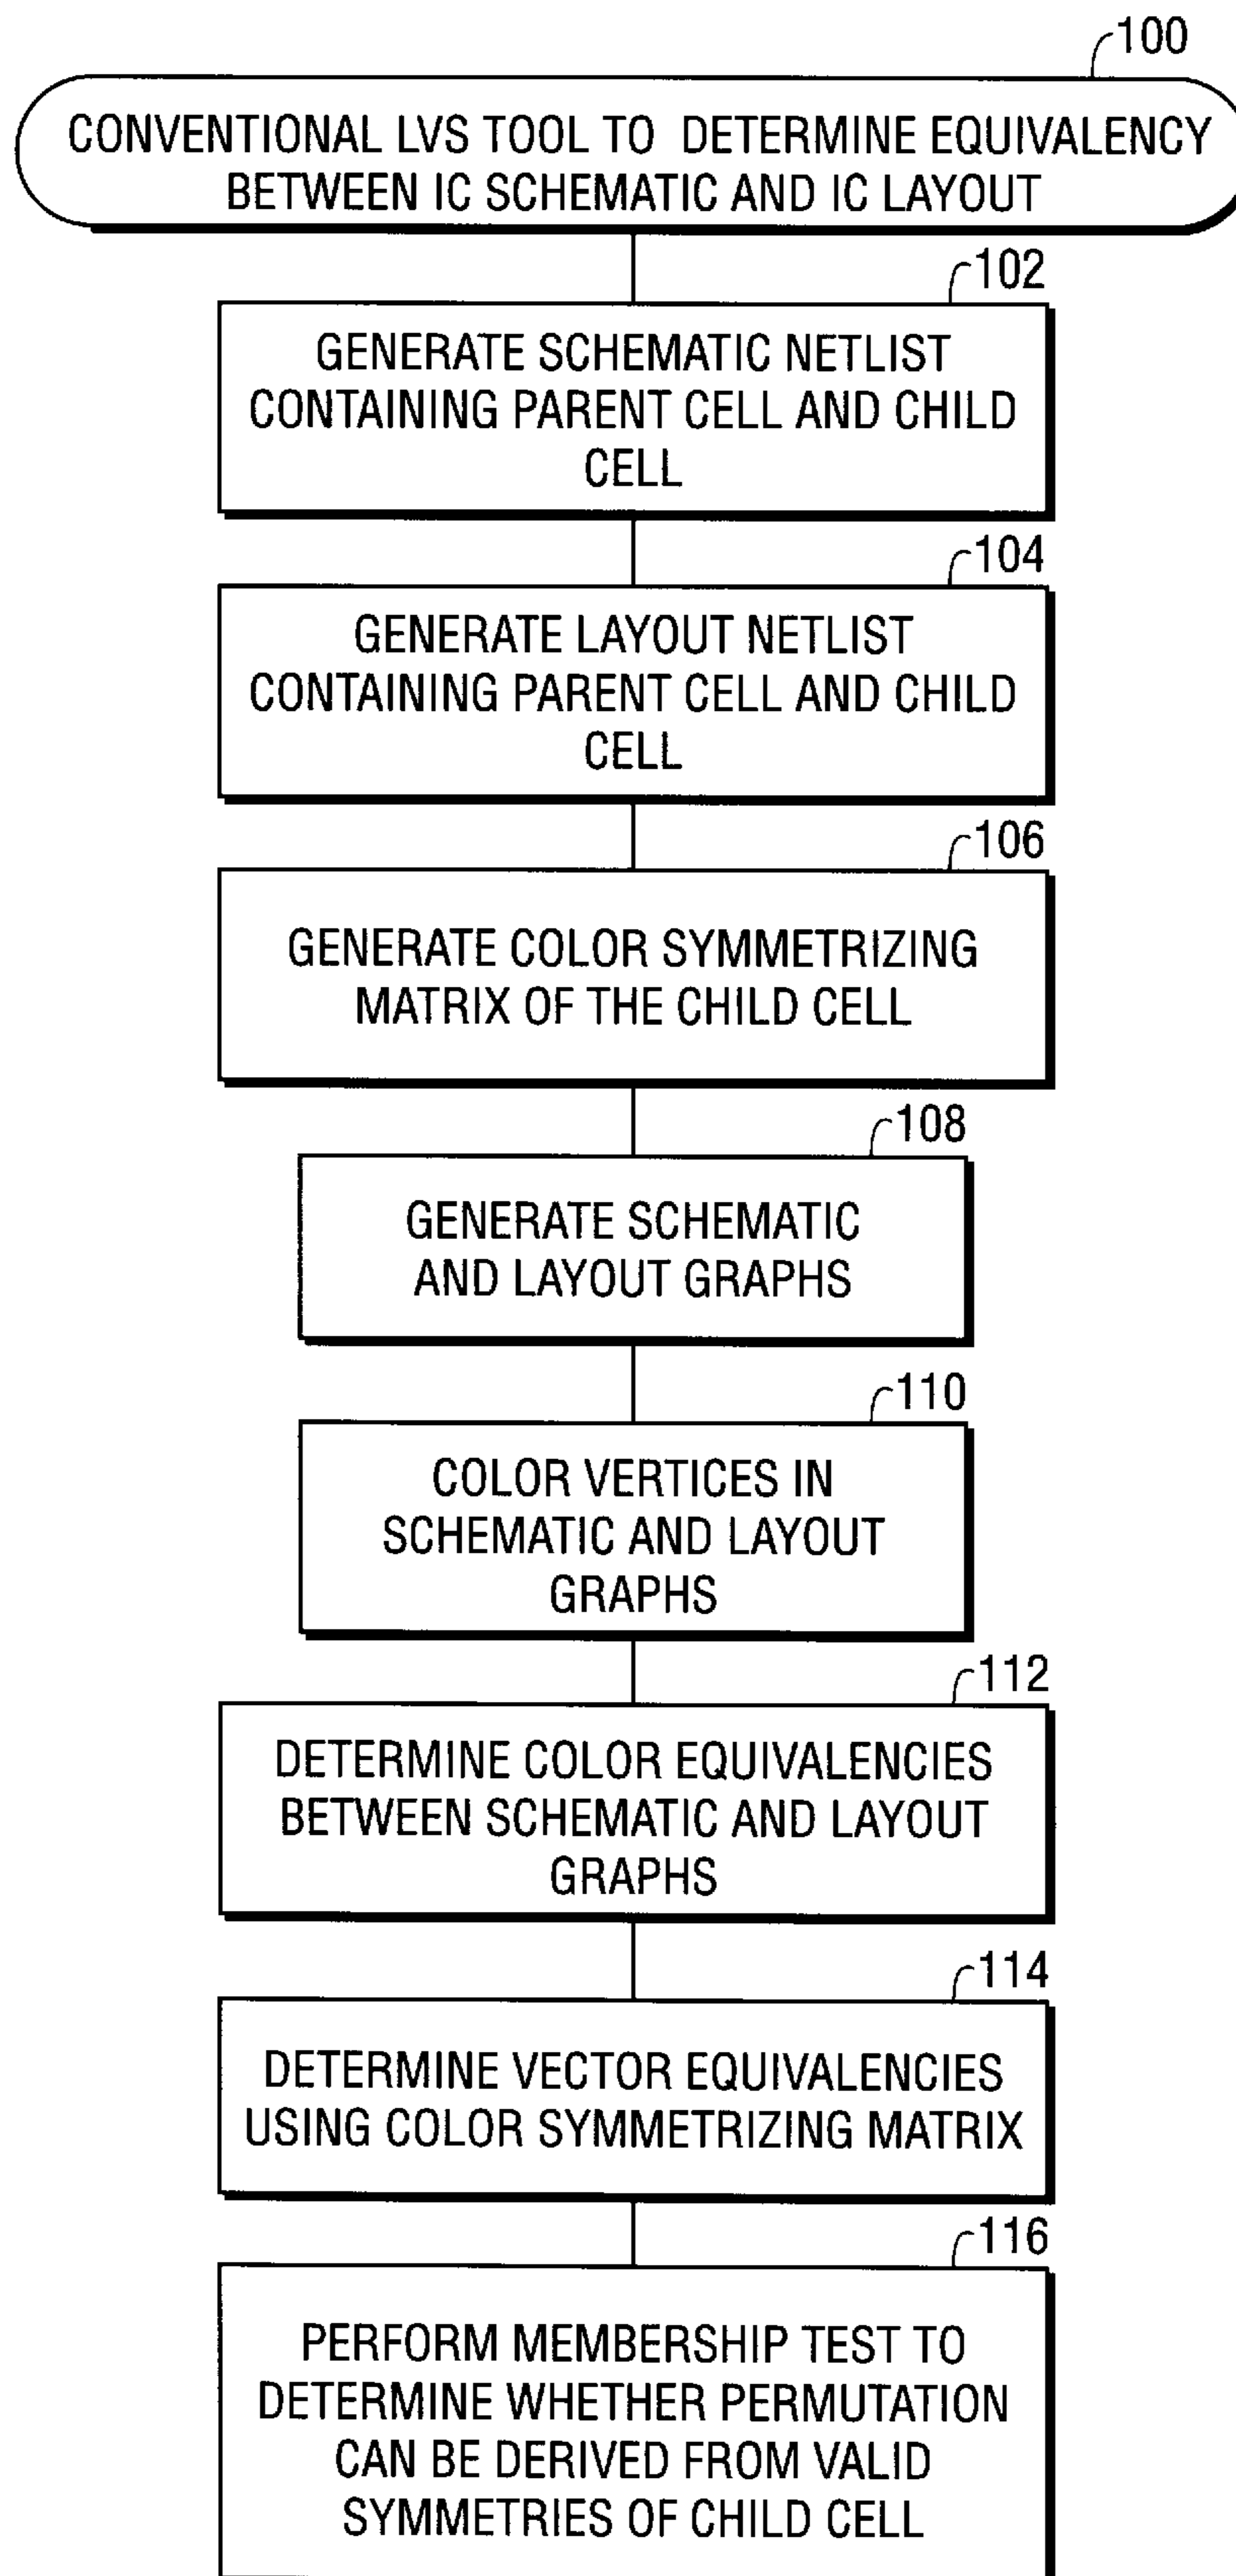 100
CONVENTIONAL LVS TOOL TO DETERMINE EQUIVALENCY
BETWEEN IC SCHEMATIC AND IC LAYOUT
102
GENERATE SCHEMATIC NETLIST
CONTAINING PARENT CELL AND CHILD
CELL
104
GENERATE LAYOUT NETLIST
CONTAINING PARENT CELL AND CHILD
CELL
106
GENERATE COLOR SYMMETRIZING
MATRIX OF THE CHILD CELL
108
GENERATE SCHEMATIC
AND LAYOUT GRAPHS
110
COLOR VERTICES IN
SCHEMATIC AND LAYOUT
GRAPHS
112
DETERMINE COLOR EQUIVALENCIES
BETWEEN SCHEMATIC AND LAYOUT
GRAPHS
114
DETERMINE VECTOR EQUIVALENCIES
USING COLOR SYMMETRIZING MATRIX
116
PERFORM MEMBERSHIP TEST TO
DETERMINE WHETHER PERMUTATION
CAN BE DERIVED FROM VALID
SYMMETRIES OF CHILD CELL